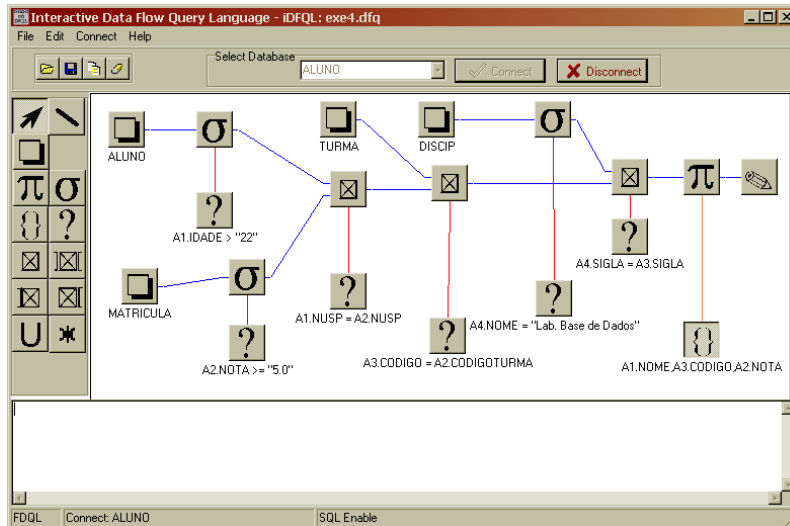 Interactive Data Flow Query Language - iDFQL: exe4.dfq
File Edit Connect Help
Select Database
ALUNO
Connect
Disconnect
σ
σ
ALUNO
TURMA
DISCIP
π
π
σ
?
{}
?
A1.IDADE > "22"
?
A4.SIGLA = A3.SIGLA
MATRICULA
σ
?
A1.NUSP = A2.NUSP
?
A4.NOME = "Lab. Base de Dados"
?
A2.NOTA >= "5.0"
?
A3.CODIGO = A2.CODIGOTURMA
{}
A1.NOME,A3.CODIGO,A2.NOTA
U
FDQL
Connect: ALUNO
SQL Enable